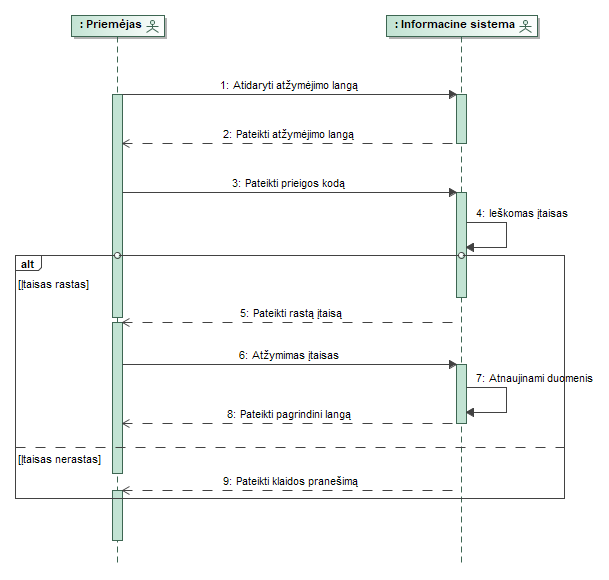 : Priemėjas
: Informacine sistema
1: Atidaryti atžymėjimo langą
2: Pateikti atžymėjimo langą
3: Pateikti prieigos kodą
4: Ieškomas įtaisas
alt
[Įtaisas rastas]
5: Pateikti rastą įtaisą
6: Atžymimas įtaisas
7: Atnaujinami duomenis
8: Pateikti pagrindini langą
[Įtaisas nerastas]
9: Pateikti klaidos pranešimą